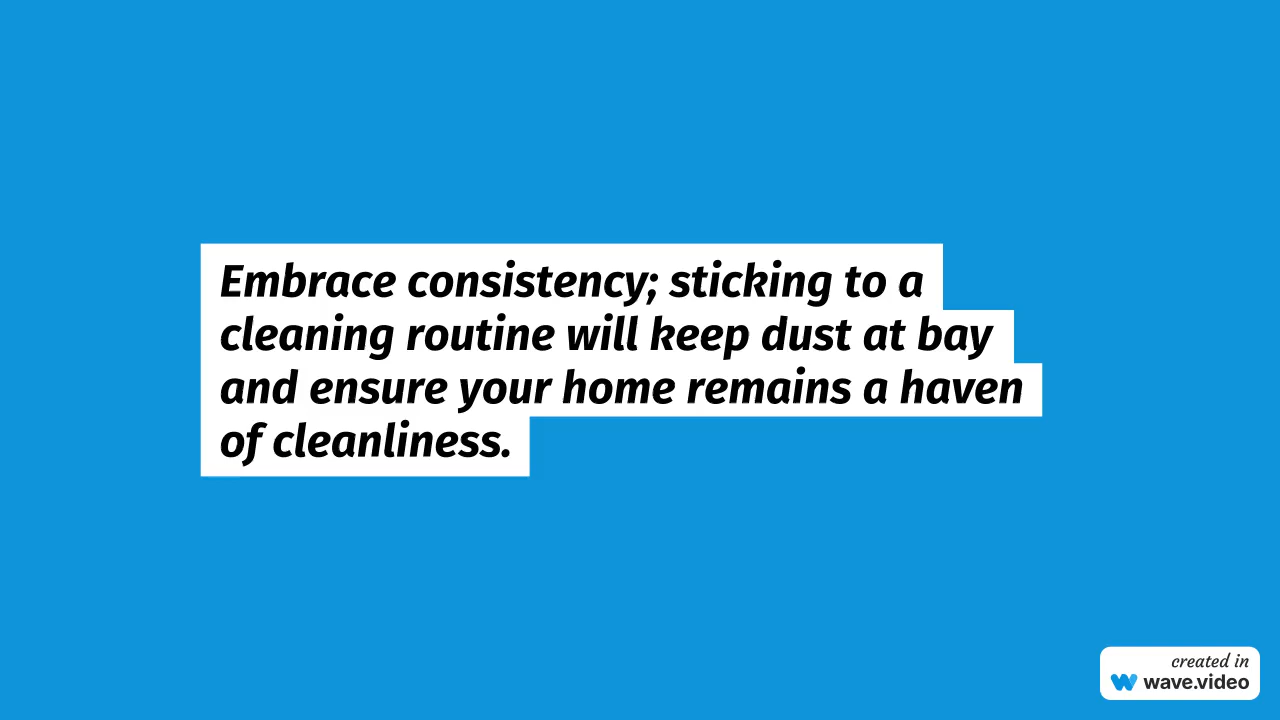 Embrace consistency; sticking to a
cleaning routine will keep dust at bay
and ensure your home remains a haven
of cleanliness.
created in
wave.video